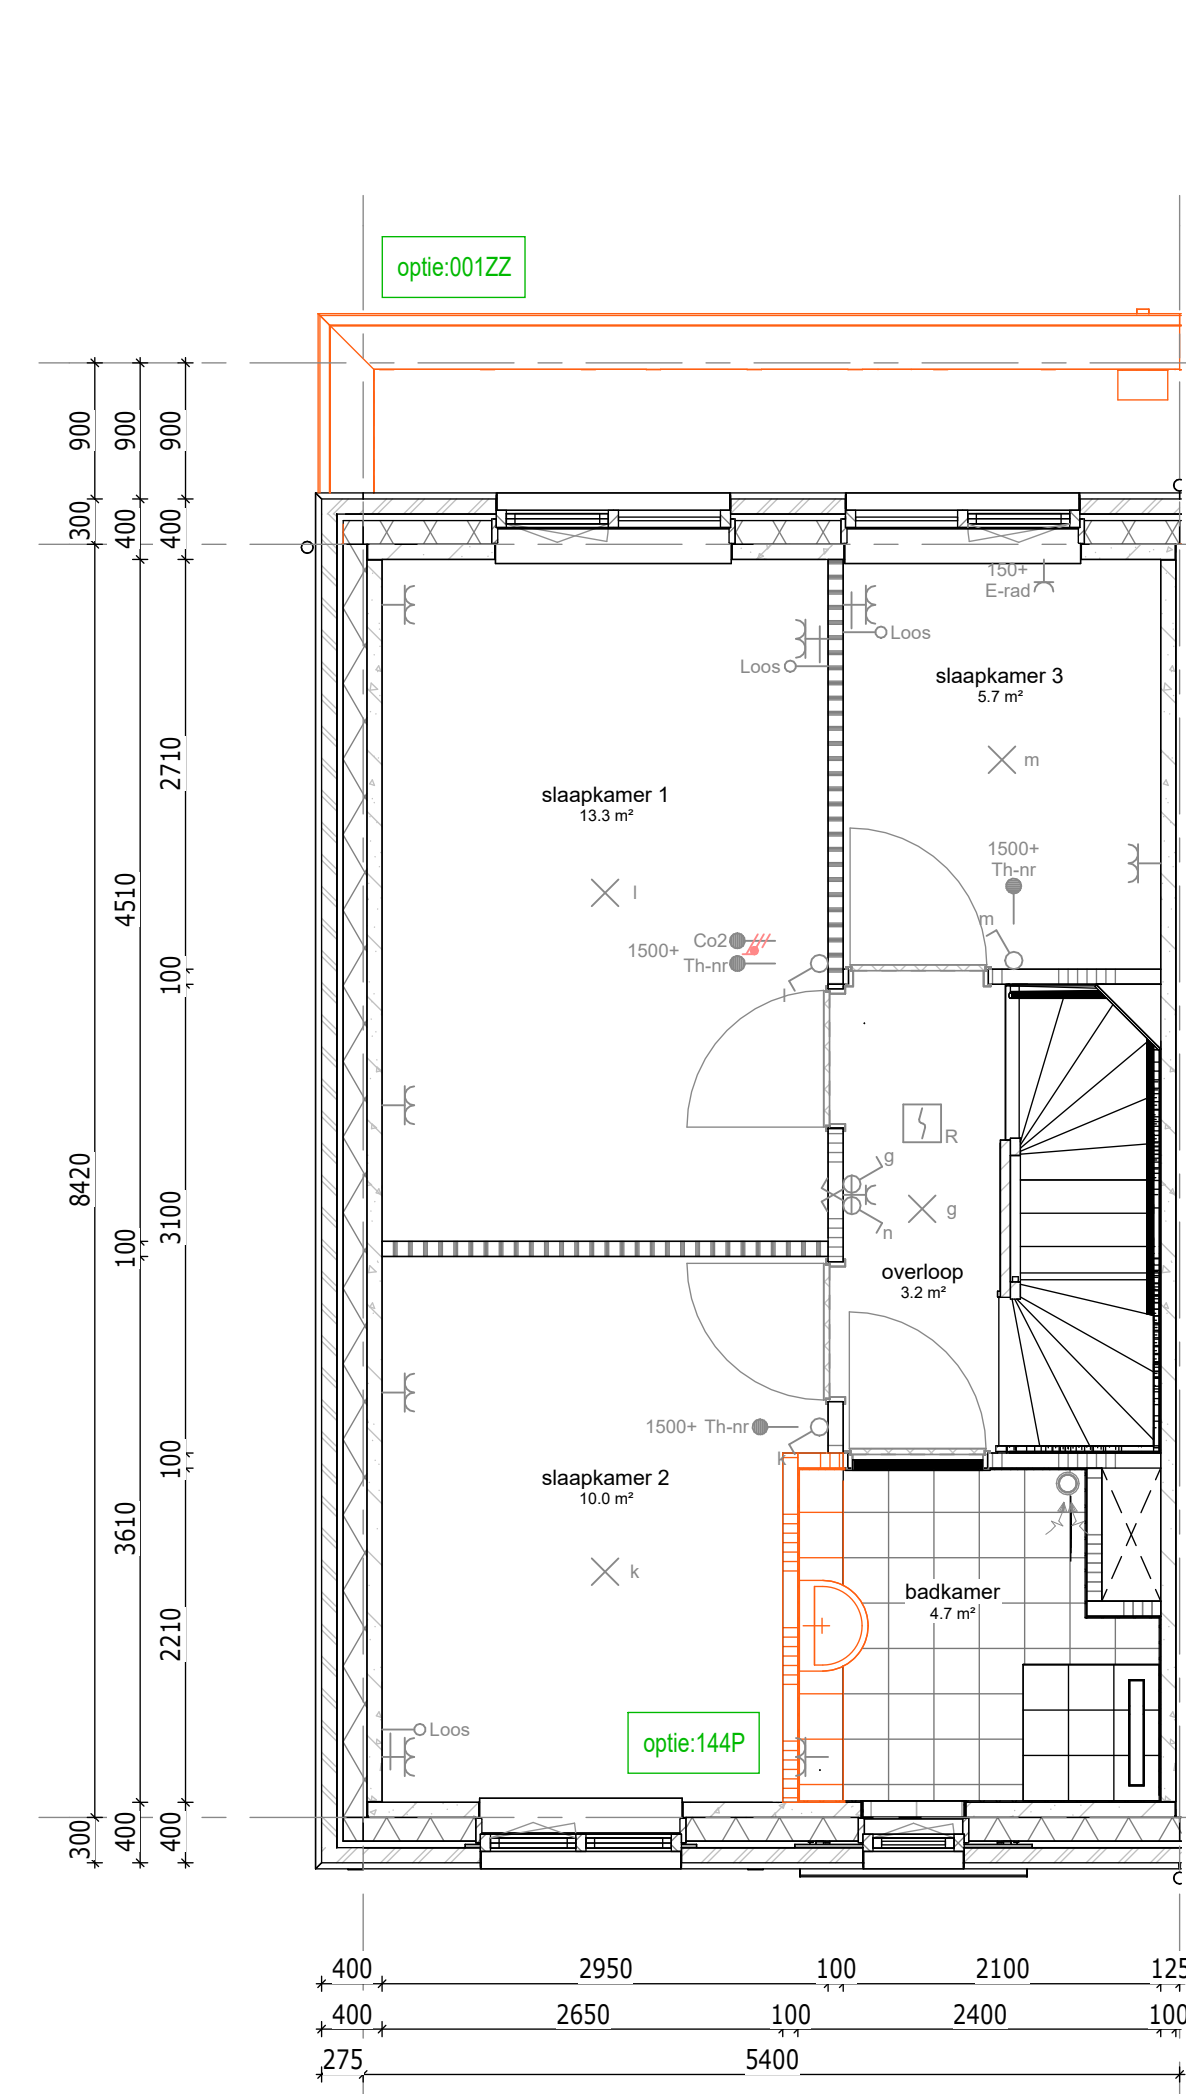 optie:001ZZ
900
900
900
300
400
400
150+
E-rad
Loos
Loos
slaapkamer 3
5.7 m²
2710
m
slaapkamer 1
13.3 m²
1500+
Th-nr
4510
l
m
Co2
1500+
Th-nr
100
l
R
g
8420
3100
g
n
100
overloop
3.2 m²
1500+ Th-nr
k
100
slaapkamer 2
10.0 m²
3610
k
badkamer
4.7 m²
2210
Loos
optie:144P
300
400
400
400
2950
100
2100
125
400
2650
100
2400
100
275
5400